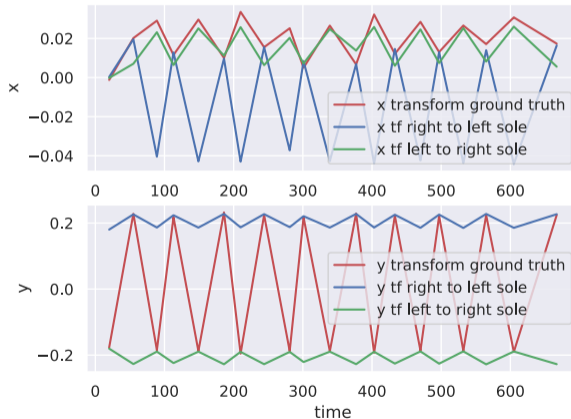 0.02
0.00
−0.02
−0.04
x
x transform ground truth
x tf right to left sole
x tf left to right sole
0 100 200 300 400 500 600
0.2
0.0
−0.2
y
y transform ground truth
y tf right to left sole
y tf left to right sole
0 100 200 300 400 500 600
time